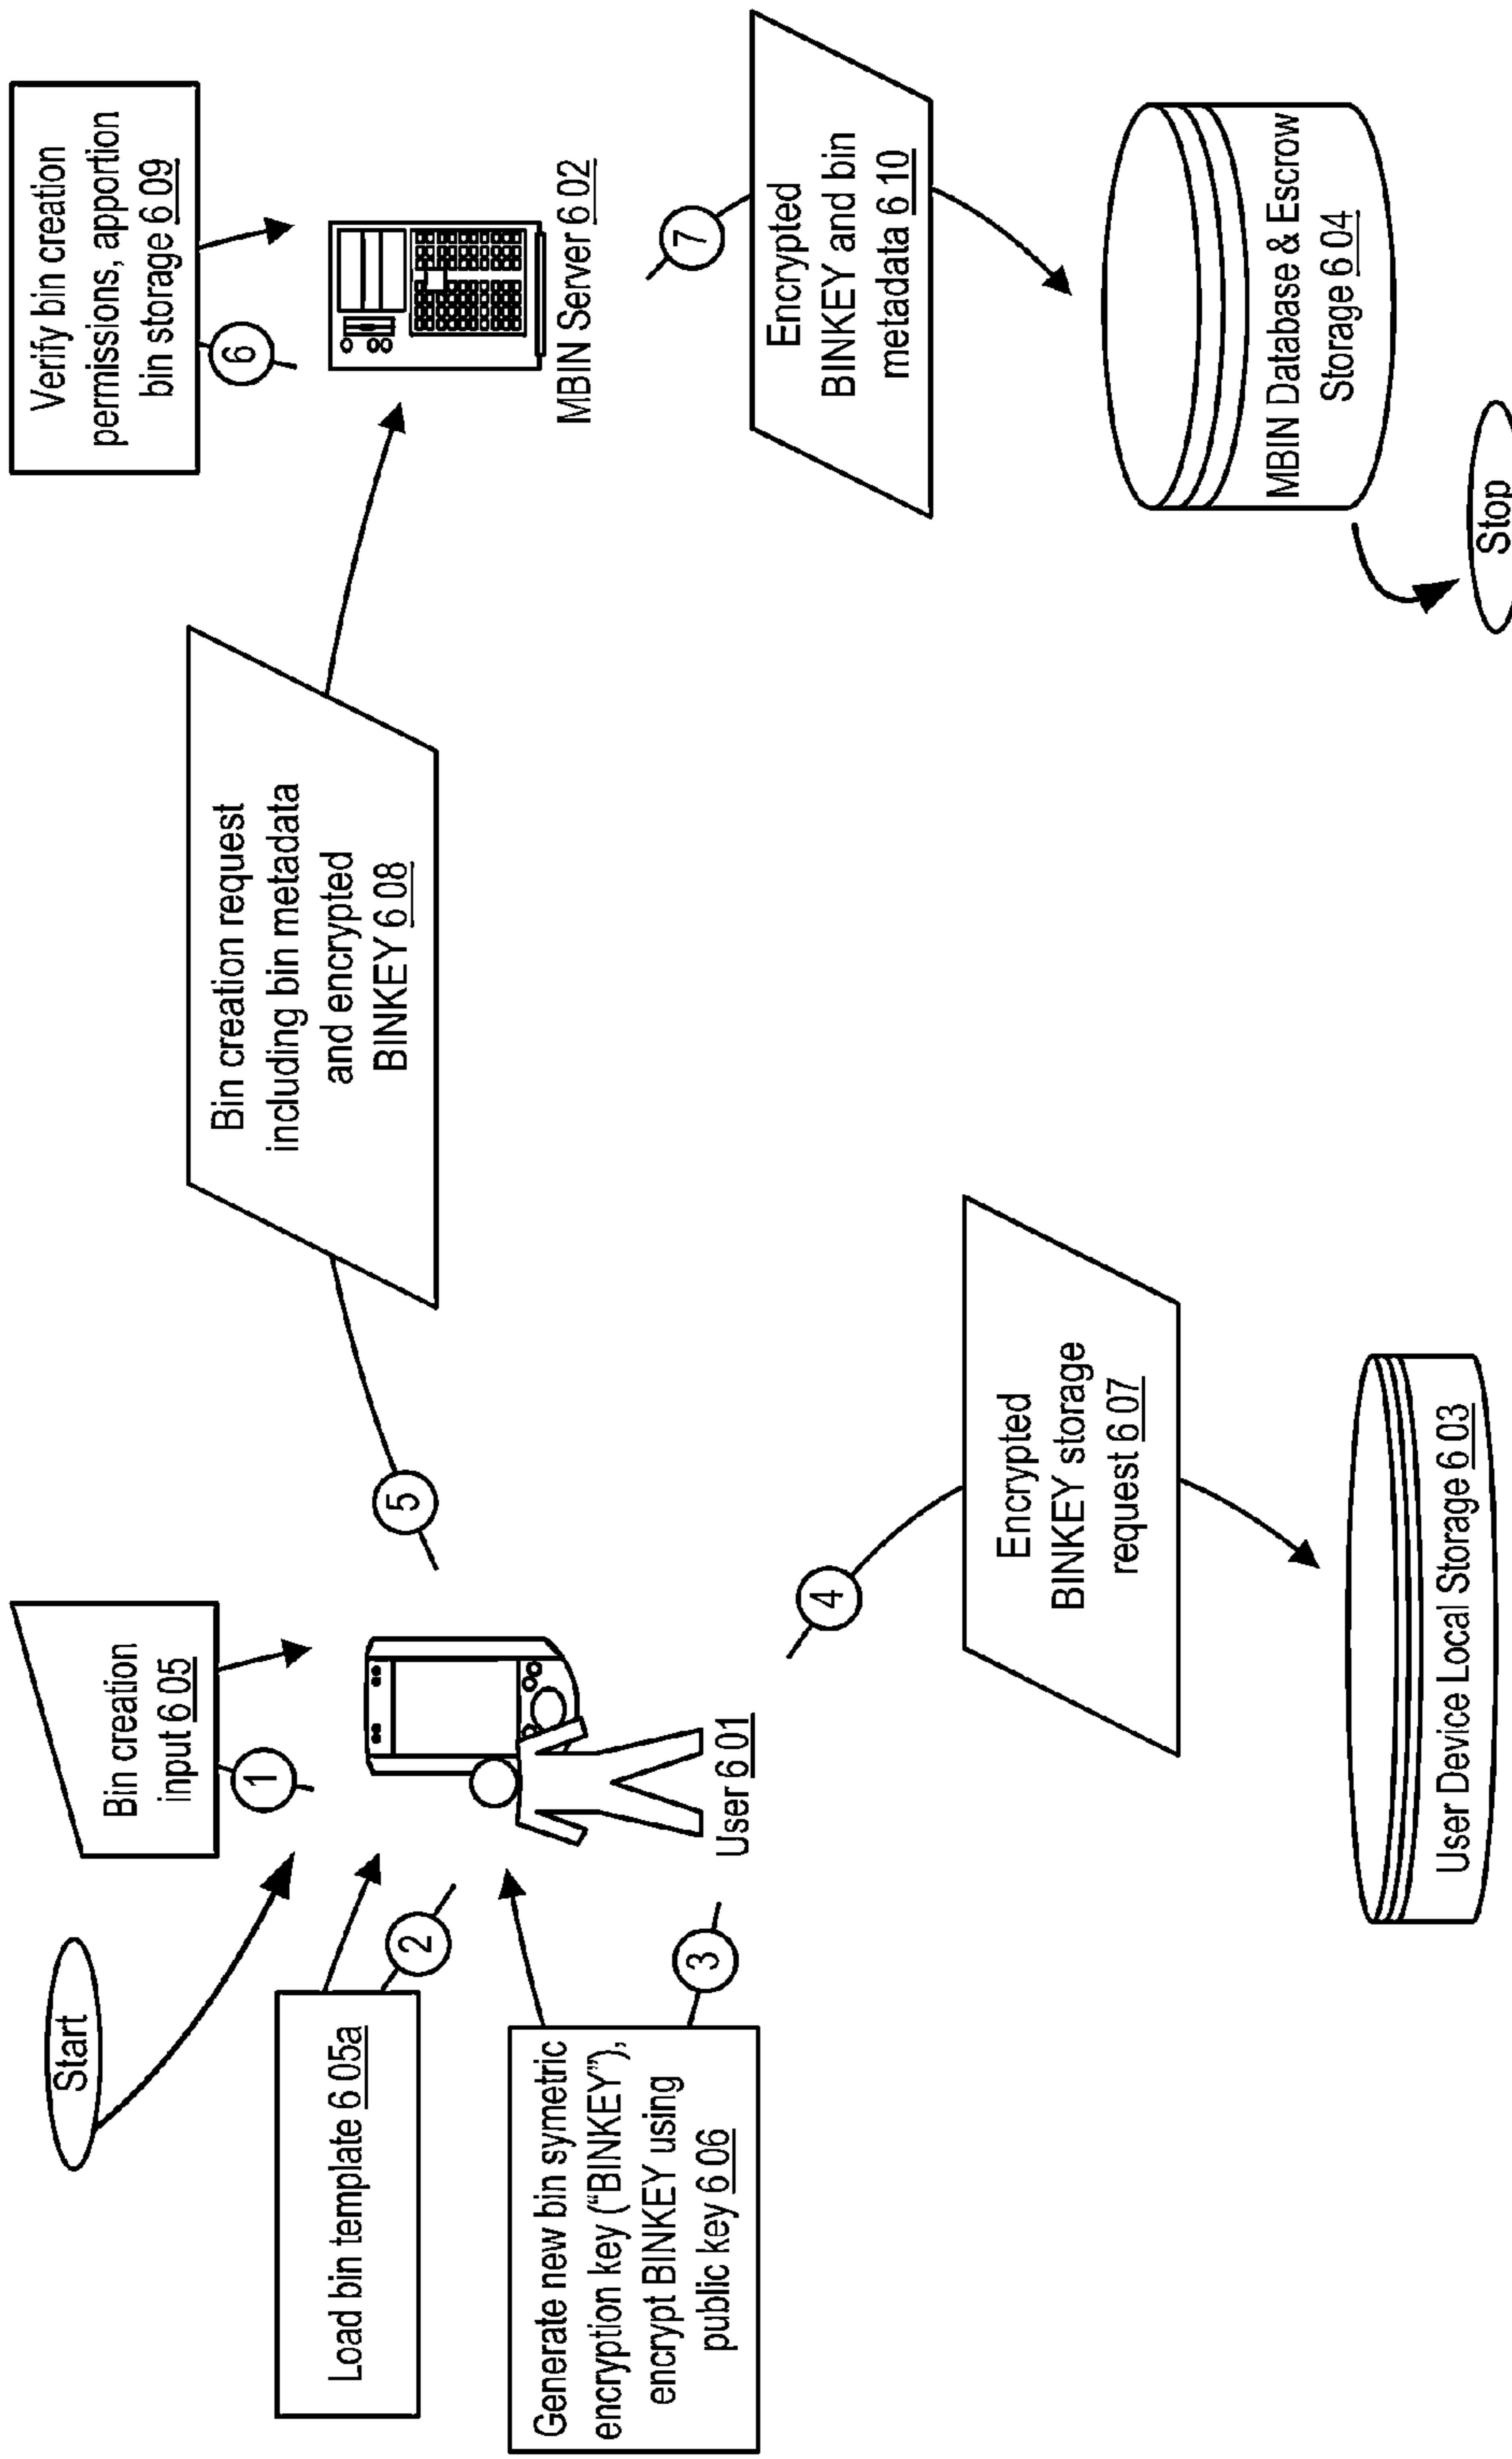 Start
Bin creation
input 6 05
1
Load bin template 6 05a
2
Generate new bin symetric
encryption key (“BINKEY”),
encrypt BINKEY using
public key 6 06
3
User 6 01
4
Encrypted
BINKEY storage
request 6 07
User Device Local Storage 6 03
5
Bin creation request
including bin metadata
and encrypted
BINKEY 6 08
Verify bin creation
permissions, apportion
bin storage 6 09
6
MBIN Server 6 02
7
Encrypted
BINKEY and bin
metadata 6 10
MBIN Database & Escrow
Storage 6 04
Stop